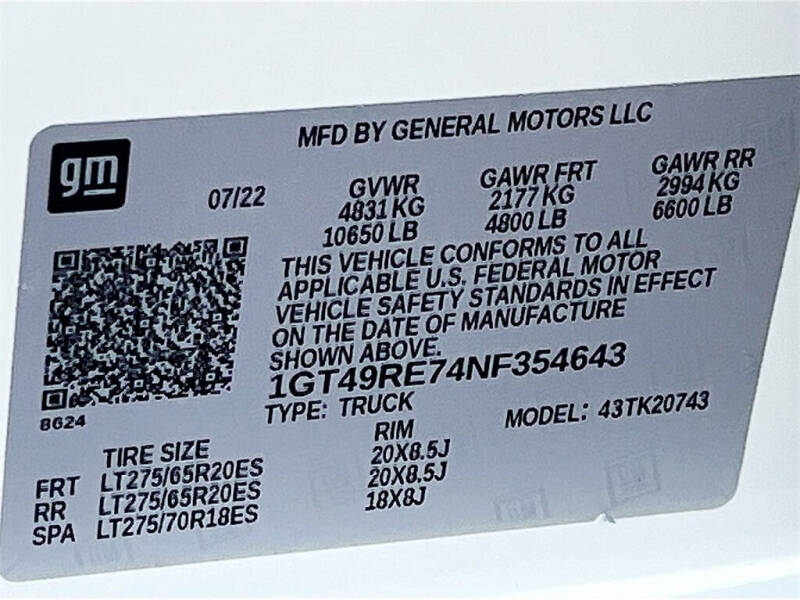 MFD BY GENERAL MOTORS LLC
gm
07/22
GVWR
4831 KG
10650 LB
GAWR FRT
2177 KG
4800 LB
GAWR RR
2994 KG
6600 LB
THIS VEHICLE CONFORMS TO ALL
APPLICABLE U.S. FEDERAL MOTOR
VEHICLE SAFETY STANDARDS IN EFFECT
ON THE DATE OF MANUFACTURE
SHOWN ABOVE.
1GT49RE74NF354643
TYPE: TRUCK
MODEL: 43TK20743
8624
TIRE SIZE
RIM
FRT LT275/65R20ES 20X8.5J
RR LT275/65R20ES 20X8.5J
SPA LT275/70R18ES 18X8J